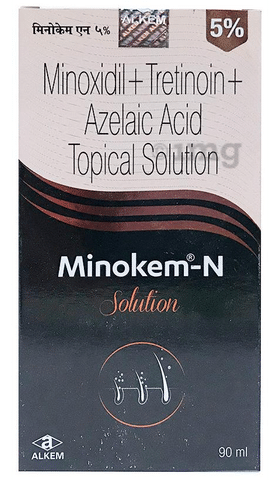 ALKEM
मिनोकेम एन ५%
5%
Minoxidil+Tretinoin+
Azelaic Acid
Topical Solution
Minokem®-N
Solution
a
ALKEM
90 ml